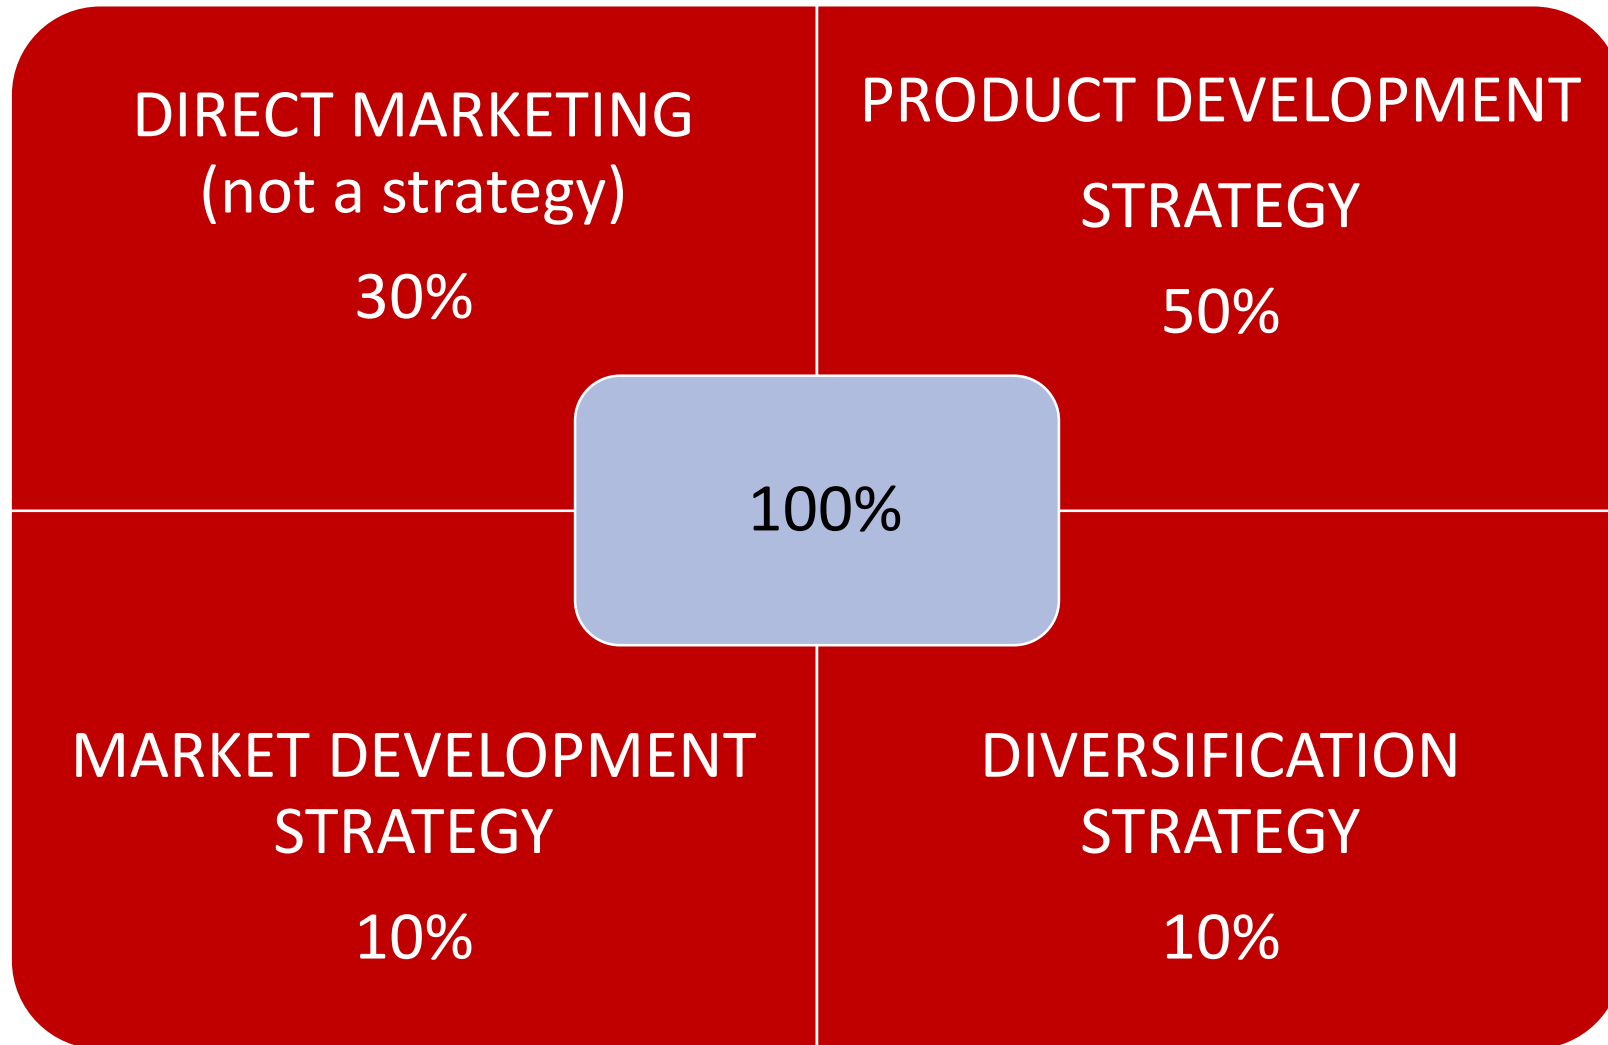 DIRECT MARKETING
(not a strategy)
30%
PRODUCT DEVELOPMENT
STRATEGY
50%
100%
MARKET DEVELOPMENT
STRATEGY
10%
DIVERSIFICATION
STRATEGY
10%